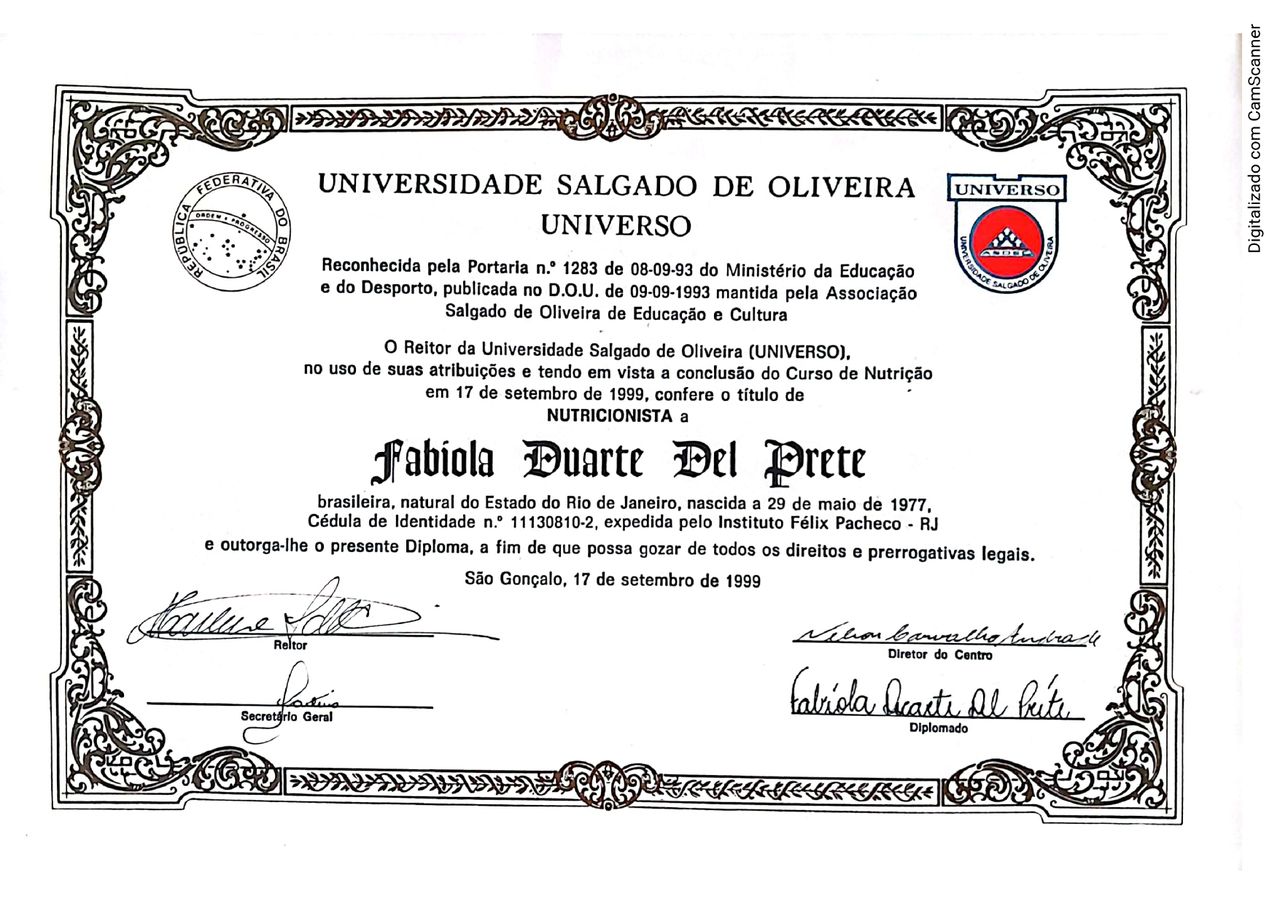 Digitalizado com CamScanner
REPÚBLICA FEDERATIVA DO BRASIL
ORDEM E PROGRESSO
UNIVERSIDADE SALGADO DE OLIVEIRA
UNIVERSO
UNIVERSO
ASOEC
UNIVERSIDADE SALGADO DE OLIVEIRA
Reconhecida pela Portaria n.º 1283 de 08-09-93 do Ministério da Educação
e do Desporto, publicada no D.O.U. de 09-09-1993 mantida pela Associação
Salgado de Oliveira de Educação e Cultura
O Reitor da Universidade Salgado de Oliveira (UNIVERSO),
no uso de suas atribuições e tendo em vista a conclusão do Curso de Nutrição
em 17 de setembro de 1999, confere o título de
NUTRICIONISTA a
Fabíola Duarte Del Prete
brasileira, natural do Estado do Rio de Janeiro, nascida a 29 de maio de 1977,
Cédula de Identidade n.º 11130810-2, expedida pelo Instituto Félix Pacheco - RJ
e outorga-lhe o presente Diploma, a fim de que possa gozar de todos os direitos e prerrogativas legais.
São Gonçalo, 17 de setembro de 1999
Reitor
Nelson Carvalho Andrade
Diretor do Centro
Secretário Geral
Fabíola Duarte Del Prete
Diplomado